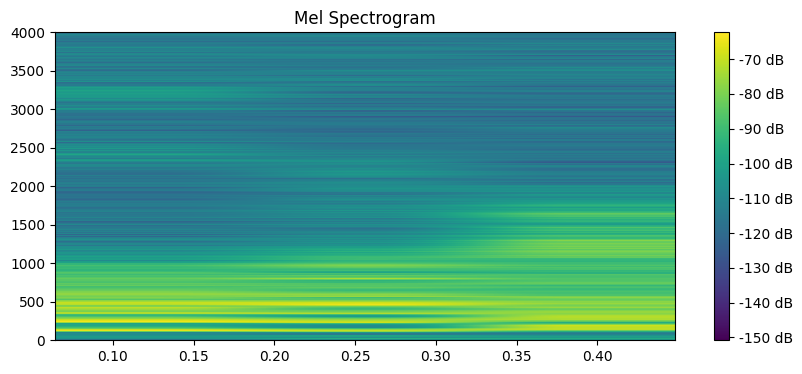 Mel Spectrogram
4000
3500
3000
2500
2000
1500
1000
500
0
0.10 0.15 0.20 0.25 0.30 0.35 0.40
-70 dB
-80 dB
-90 dB
-100 dB
-110 dB
-120 dB
-130 dB
-140 dB
-150 dB